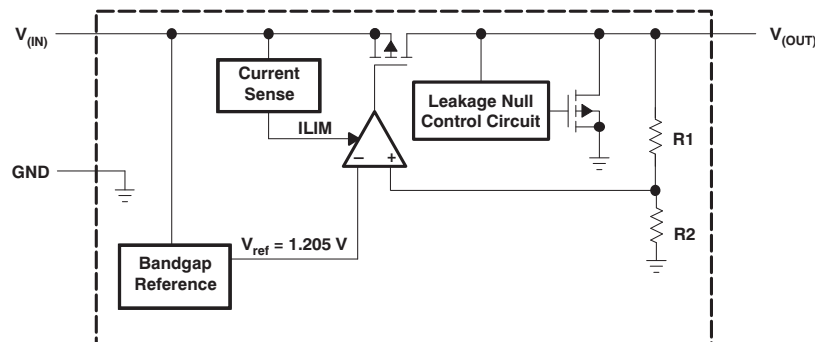 V(IN)
V(OUT)
Current
Sense
Leakage Null
Control Circuit
ILIM
R1
− +
GND
R2
Vref = 1.205 V
Bandgap
Reference